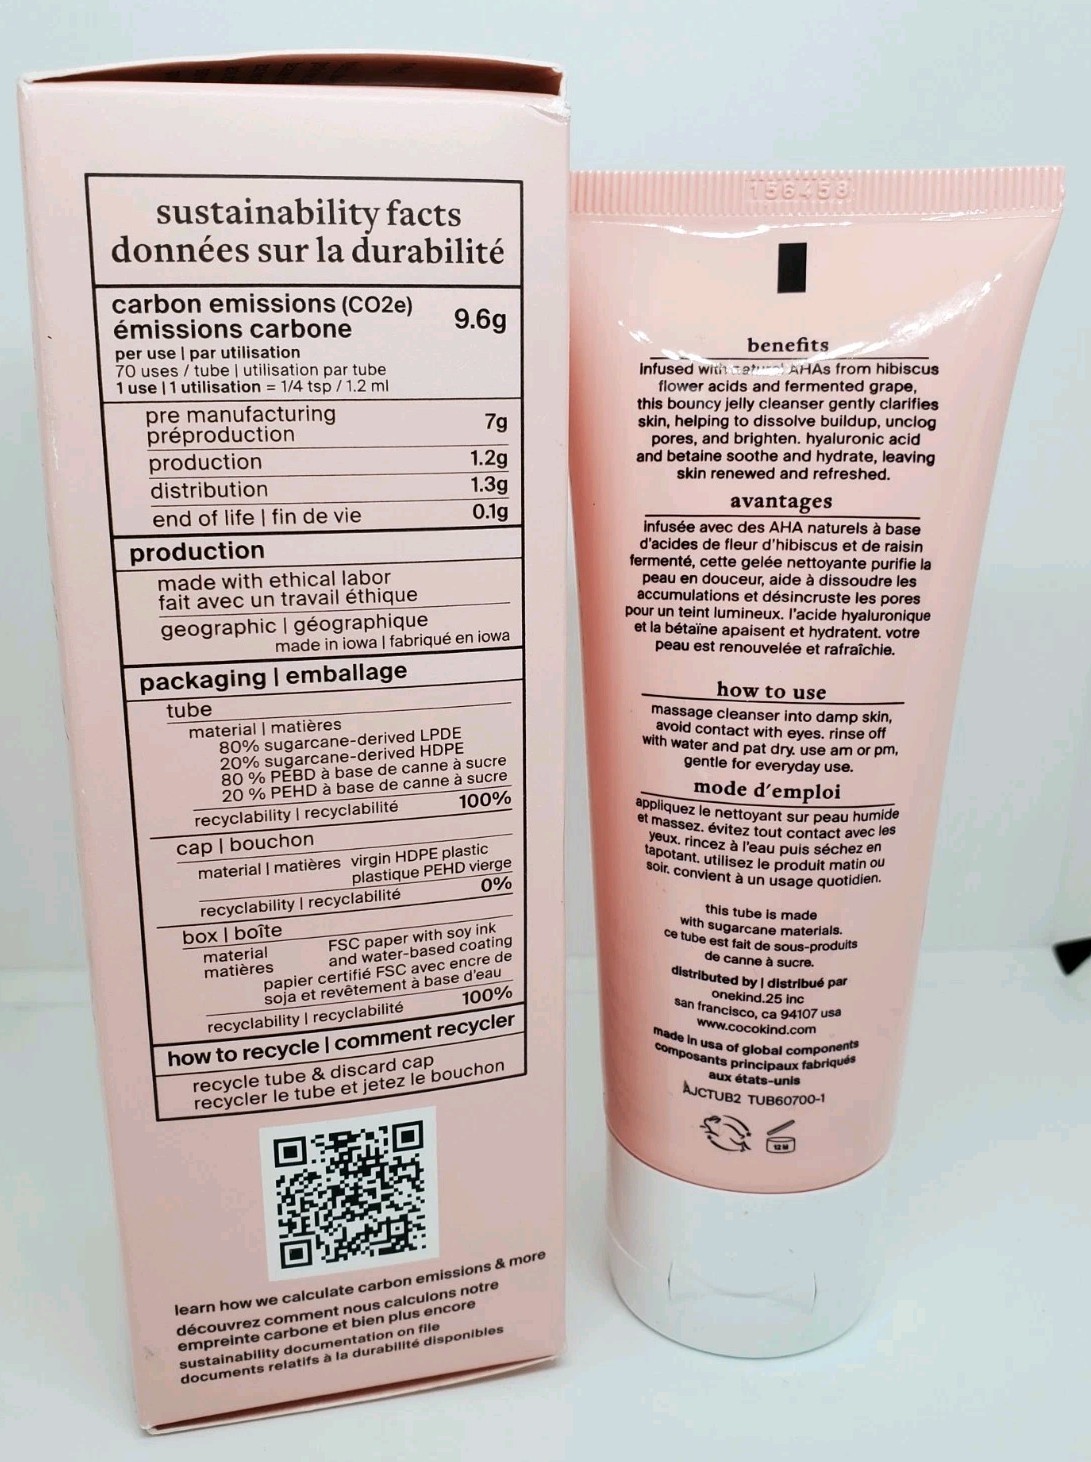 sustainability facts
données sur la durabilité
carbon emissions (CO2e)
émissions carbone
9.6g
per use | par utilisation
70 uses / tube | utilisation par tube
1 use | 1 utilisation = 1/4 tsp / 1.2 ml
pre manufacturing
préproduction
7g
production 1.2g
distribution 1.3g
end of life | fin de vie 0.1g
production
made with ethical labor
fait avec un travail éthique
geographic | géographique
made in iowa | fabriqué en iowa
packaging | emballage
tube
material | matières
80% sugarcane-derived LPDE
20% sugarcane-derived HDPE
80 % PEBD à base de canne à sucre
20 % PEHD à base de canne à sucre
recyclability | recyclabilité 100%
cap | bouchon
material | matières virgin HDPE plastic
plastique PEHD vierge
recyclability | recyclabilité 0%
box | boîte
material
matières
FSC paper with soy ink
and water-based coating
papier certifié FSC avec encre de
soja et revêtement à base d'eau
recyclability | recyclabilité 100%
how to recycle | comment recycler
recycle tube & discard cap
recycler le tube et jetez le bouchon
learn how we calculate carbon emissions & more
découvrez comment nous calculons notre
empreinte carbone et bien plus encore
sustainability documentation on file
documents relatifs à la durabilité disponibles
156458
benefits
infused with natural AHAs from hibiscus
flower acids and fermented grape,
this bouncy jelly cleanser gently clarifies
skin, helping to dissolve buildup, unclog
pores, and brighten. hyaluronic acid
and betaine soothe and hydrate, leaving
skin renewed and refreshed.
avantages
infusée avec des AHA naturels à base
d'acides de fleur d'hibiscus et de raisin
fermenté, cette gelée nettoyante purifie la
peau en douceur, aide à dissoudre les
accumulations et désincruste les pores
pour un teint lumineux. l'acide hyaluronique
et la bétaïne apaisent et hydratent. votre
peau est renouvelée et rafraîchie.
how to use
massage cleanser into damp skin,
avoid contact with eyes. rinse off
with water and pat dry. use am or pm,
gentle for everyday use.
mode d'emploi
appliquez le nettoyant sur peau humide
et massez. évitez tout contact avec les
yeux. rincez à l'eau puis séchez en
tapotant. utilisez le produit matin ou
soir. convient à un usage quotidien.
this tube is made
with sugarcane materials.
ce tube est fait de sous-produits
de canne à sucre.
distributed by | distribué par
onekind.25 inc
san francisco, ca 94107 usa
www.cocokind.com
made in usa of global components
composants principaux fabriqués
aux états-unis
AJCTUB2 TUB60700-1
12 M